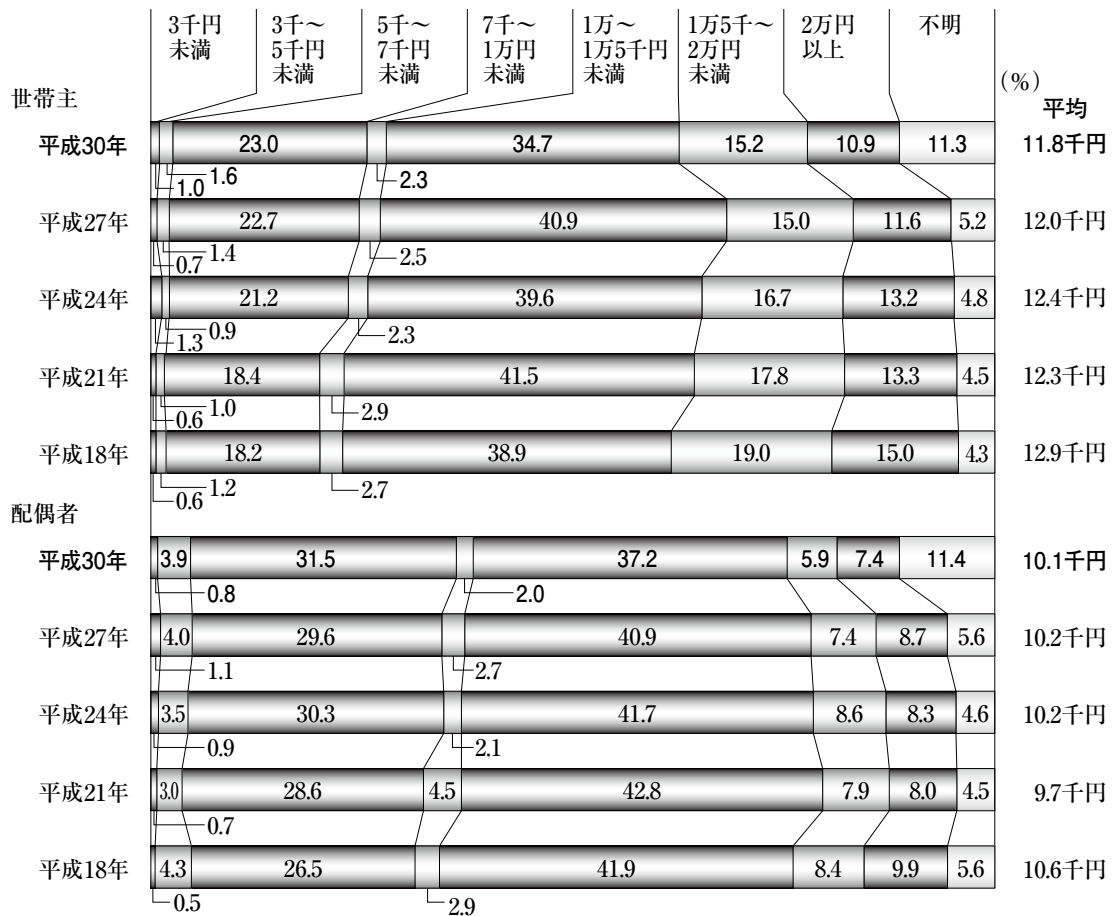 3千円 3千〜 5千〜 7千〜 1万〜 1万5千〜 2万円 不明
未満 5千円 7千円 1万円 1万5千円 2万円 以上
未満 未満 未満 未満 未満
(%)
世帯主 平均
平成30年 23.0 34.7 15.2 10.9 11.3 11.8千円
1.0 1.6 2.3
平成27年 22.7 40.9 15.0 11.6 5.2 12.0千円
0.7 1.4 2.5
平成24年 21.2 39.6 16.7 13.2 4.8 12.4千円
1.3 0.9 2.3
平成21年 18.4 41.5 17.8 13.3 4.5 12.3千円
0.6 1.0 2.9
平成18年 18.2 38.9 19.0 15.0 4.3 12.9千円
0.6 1.2 2.7
配偶者
平成30年 3.9 31.5 37.2 5.9 7.4 11.4 10.1千円
0.8 2.0
平成27年 4.0 29.6 40.9 7.4 8.7 5.6 10.2千円
1.1 2.7
平成24年 3.5 30.3 41.7 8.6 8.3 4.6 10.2千円
0.9 2.1
平成21年 3.0 28.6 4.5 42.8 7.9 8.0 4.5 9.7千円
0.7
平成18年 4.3 26.5 41.9 8.4 9.9 5.6 10.6千円
0.5 2.9